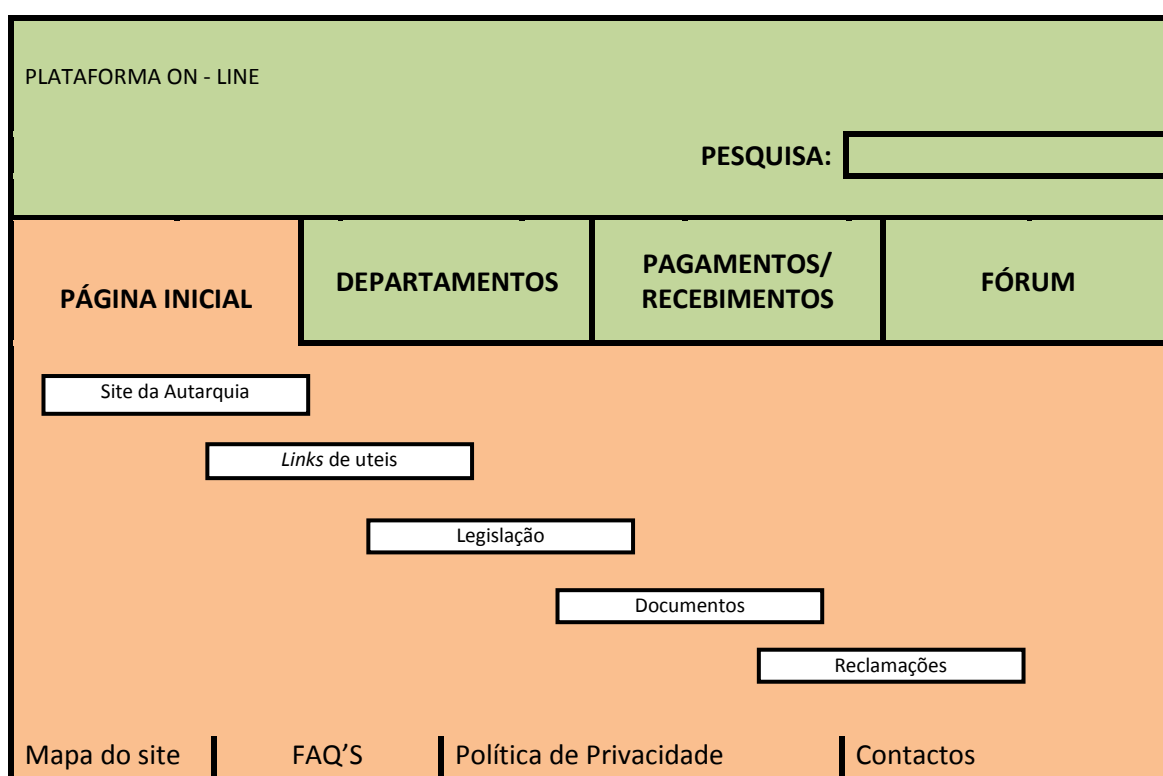 PLATAFORMA ON - LINE
PESQUISA:
PÁGINA INICIAL
DEPARTAMENTOS
PAGAMENTOS/
RECEBIMENTOS
FÓRUM
Site da Autarquia
Links de uteis
Legislação
Documentos
Reclamações
Mapa do site
FAQ’S
Política de Privacidade
Contactos